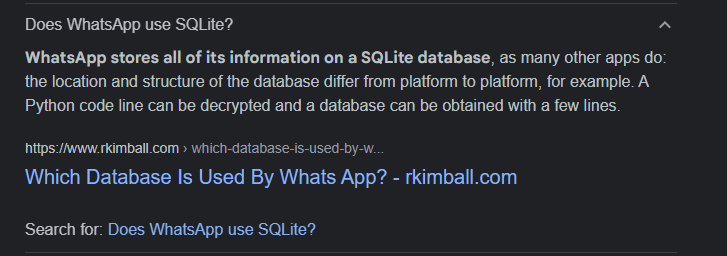 Does WhatsApp use SQLite?
WhatsApp stores all of its information on a SQLite database, as many other apps do:
the location and structure of the database differ from platform to platform, for example. A
Python code line can be decrypted and a database can be obtained with a few lines.
https://www.rkimball.com › which-database-is-used-by-w...
Which Database Is Used By Whats App? - rkimball.com
Search for: Does WhatsApp use SQLite?